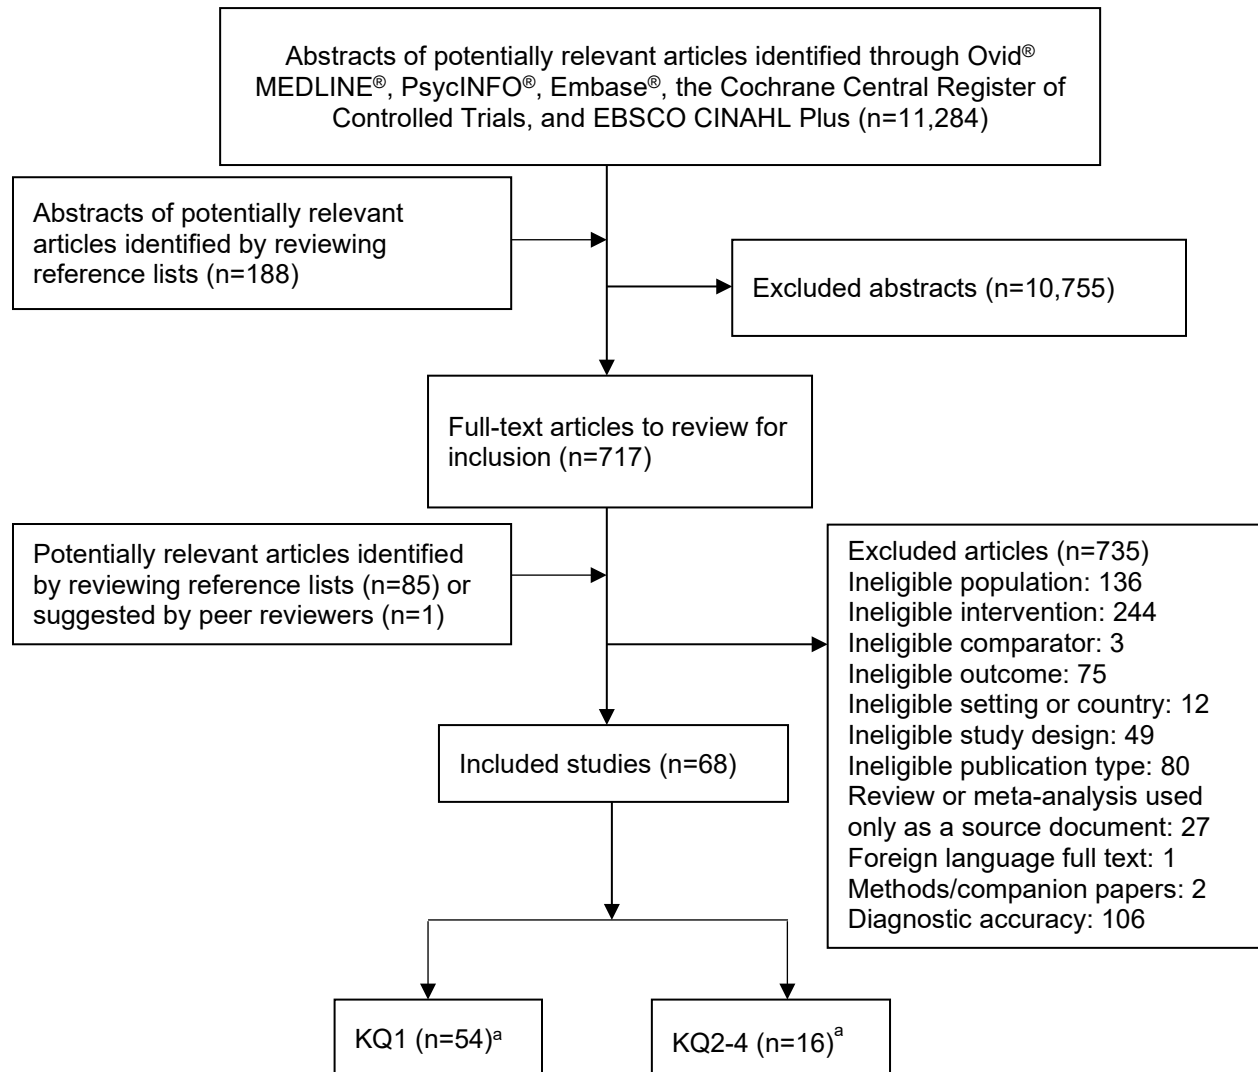 Abstracts of potentially relevant articles identified through Ovid®
MEDLINE®, PsycINFO®, Embase®, the Cochrane Central Register of
Controlled Trials, and EBSCO CINAHL Plus (n=11,284)
Abstracts of potentially relevant
articles identified by reviewing
reference lists (n=188)
Excluded abstracts (n=10,755)
Full-text articles to review for
inclusion (n=717)
Potentially relevant articles identified
by reviewing reference lists (n=85) or
suggested by peer reviewers (n=1)
Excluded articles (n=735)
Ineligible population: 136
Ineligible intervention: 244
Ineligible comparator: 3
Ineligible outcome: 75
Ineligible setting or country: 12
Ineligible study design: 49
Ineligible publication type: 80
Review or meta-analysis used
only as a source document: 27
Foreign language full text: 1
Methods/companion papers: 2
Diagnostic accuracy: 106
Included studies (n=68)
KQ1 (n=54)ª
KQ2-4 (n=16)ª